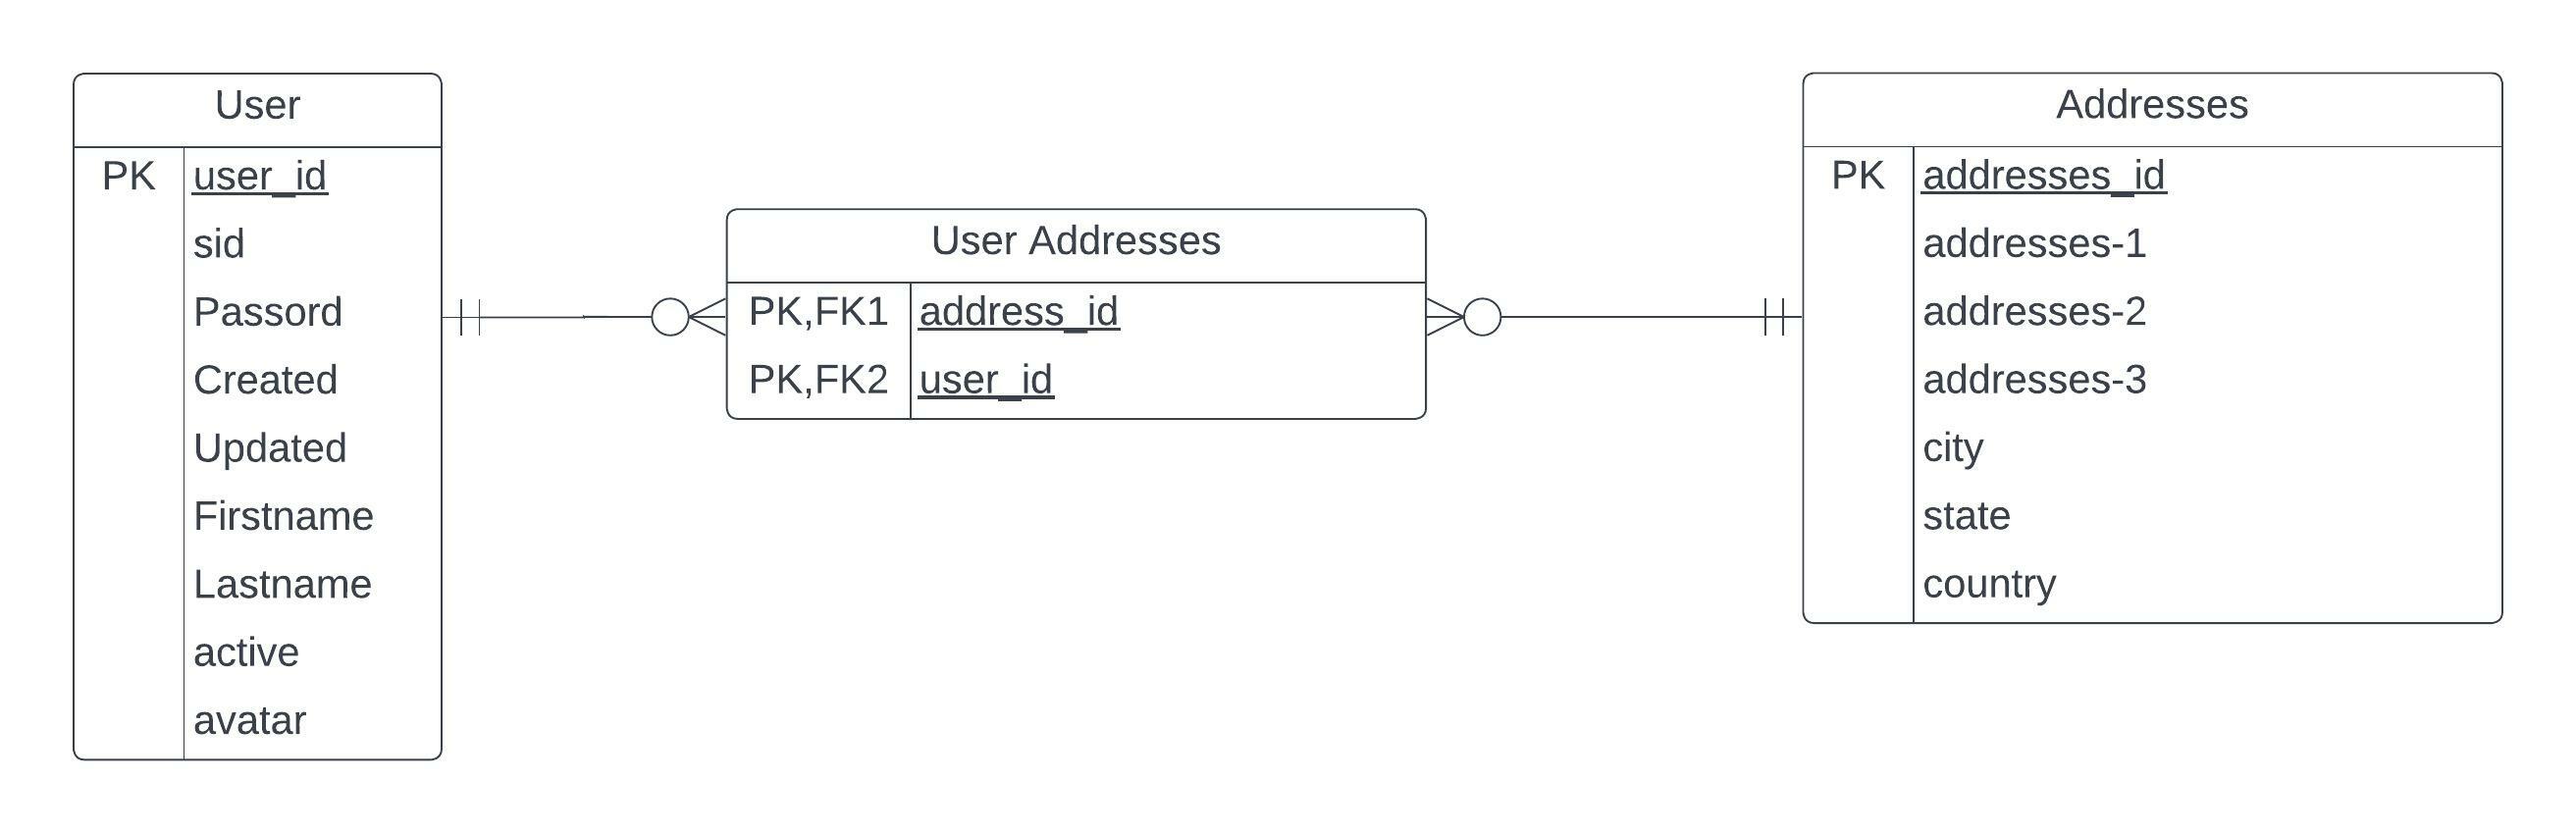 User
PK user_id
sid
Passord
Created
Updated
Firstname
Lastname
active
avatar
User Addresses
PK,FK1 address_id
PK,FK2 user_id
Addresses
PK addresses_id
addresses-1
addresses-2
addresses-3
city
state
country